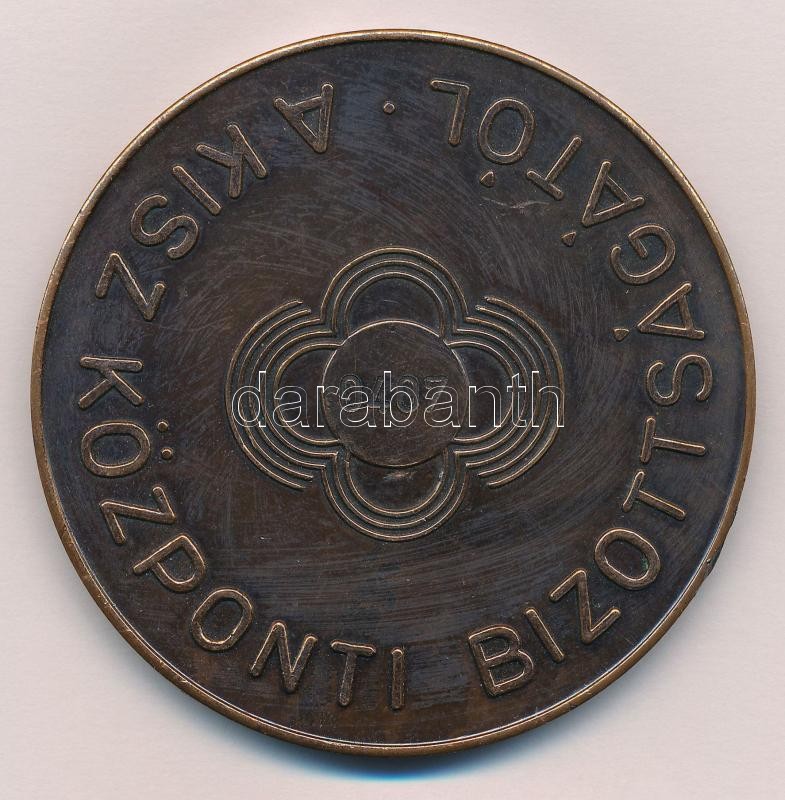 A KISZ KÖZPONTI BIZOTTSÁGÁTÓL ·
darabanth